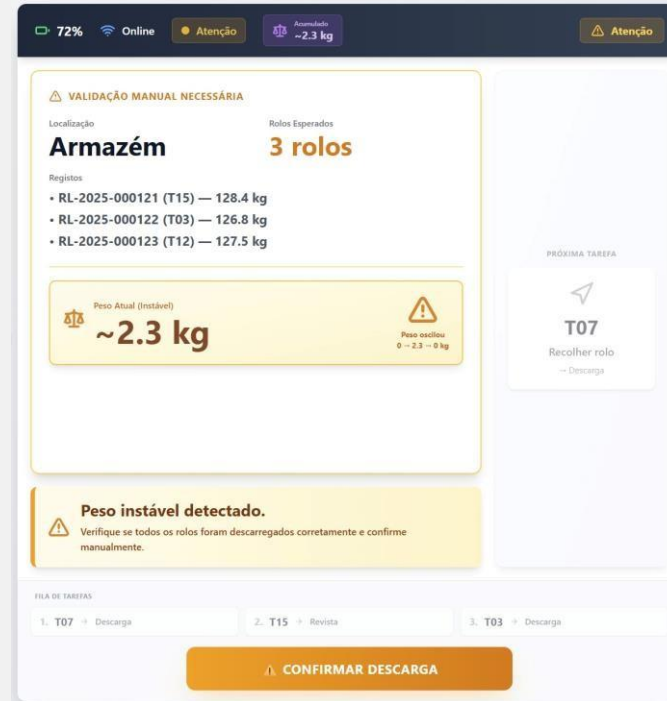 72%
Online
Atenção
Acumulado
~2.3 kg
Atenção
VALIDAÇÃO MANUAL NECESSÁRIA
Localização
Armazém
Rolos Esperados
3 rolos
Registos
• RL-2025-000121 (T15) — 128.4 kg
• RL-2025-000122 (T03) — 126.8 kg
• RL-2025-000123 (T12) — 127.5 kg
Peso Atual (Instável)
~2.3 kg
Peso oscilou
0 → 2.3 → 0 kg
Peso instável detectado.
Verifique se todos os rolos foram descarregados corretamente e confirme
manualmente.
PRÓXIMA TAREFA
T07
Recolher rolo
→ Descarga
FILA DE TAREFAS
1. T07 → Descarga
2. T15 → Revista
3. T03 → Descarga
CONFIRMAR DESCARGA